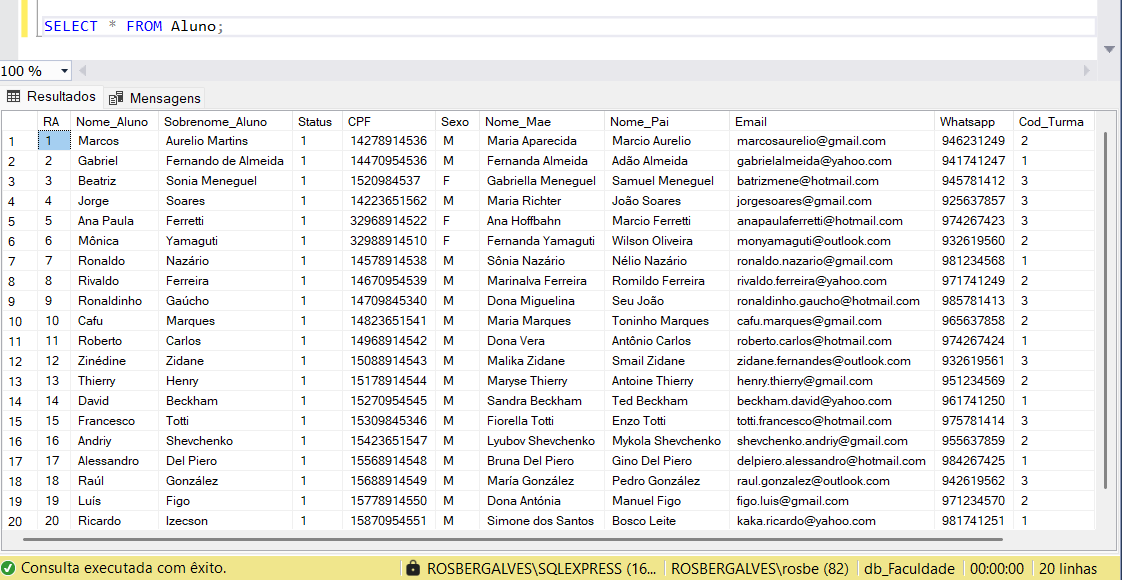 SELECT * FROM Aluno;
100 %
Resultados Mensagens
RA Nome_Aluno Sobrenome_Aluno Status CPF Sexo Nome_Mae Nome_Pai Email Whatsapp Cod_Turma
1 1 Marcos Aurelio Martins 1 14278914536 M Maria Aparecida Marcio Aurelio marcosaurelio@gmail.com 946231249 2
2 2 Gabriel Fernando de Almeida 1 14470954536 M Fernanda Almeida Adão Almeida gabrielalmeida@yahoo.com 941741247 1
3 3 Beatriz Sonia Meneguel 1 1520984537 F Gabriella Meneguel Samuel Meneguel batrizmene@hotmail.com 945781412 3
4 4 Jorge Soares 1 14223651562 M Maria Richter João Soares jorgesoares@gmail.com 925637857 3
5 5 Ana Paula Ferretti 1 32968914522 F Ana Hoffbahn Marcio Ferretti anapaulaferretti@hotmail.com 974267423 3
6 6 Mônica Yamaguti 1 32988914510 F Fernanda Yamaguti Wilson Oliveira monyamaguti@outlook.com 932619560 2
7 7 Ronaldo Nazário 1 14578914538 M Sônia Nazário Nélio Nazário ronaldo.nazario@gmail.com 981234568 1
8 8 Rivaldo Ferreira 1 14670954539 M Marinalva Ferreira Romildo Ferreira rivaldo.ferreira@yahoo.com 971741249 2
9 9 Ronaldinho Gaúcho 1 14709845340 M Dona Miguelina Seu João ronaldinho.gaucho@hotmail.com 985781413 3
10 10 Cafu Marques 1 14823651541 M Maria Marques Toninho Marques cafu.marques@gmail.com 965637858 2
11 11 Roberto Carlos 1 14968914542 M Dona Vera Antônio Carlos roberto.carlos@hotmail.com 974267424 1
12 12 Zinédine Zidane 1 15088914543 M Malika Zidane Smail Zidane zidane.fernandes@outlook.com 932619561 3
13 13 Thierry Henry 1 15178914544 M Maryse Thierry Antoine Thierry henry.thierry@gmail.com 951234569 2
14 14 David Beckham 1 15270954545 M Sandra Beckham Ted Beckham beckham.david@yahoo.com 961741250 1
15 15 Francesco Totti 1 15309845346 M Fiorella Totti Enzo Totti totti.francesco@hotmail.com 975781414 3
16 16 Andriy Shevchenko 1 15423651547 M Lyubov Shevchenko Mykola Shevchenko shevchenko.andriy@gmail.com 955637859 2
17 17 Alessandro Del Piero 1 15568914548 M Bruna Del Piero Gino Del Piero delpiero.alessandro@hotmail.com 984267425 1
18 18 Raúl González 1 15688914549 M María González Pedro González raul.gonzalez@outlook.com 942619562 3
19 19 Luís Figo 1 15778914550 M Dona Antónia Manuel Figo figo.luis@gmail.com 971234570 2
20 20 Ricardo Izecson 1 15870954551 M Simone dos Santos Bosco Leite kaka.ricardo@yahoo.com 981741251 1
Consulta executada com êxito. ROSBERGALVES\SQLEXPRESS (16... ROSBERGALVES\rosbe (82) db_Faculdade 00:00:00 20 linhas